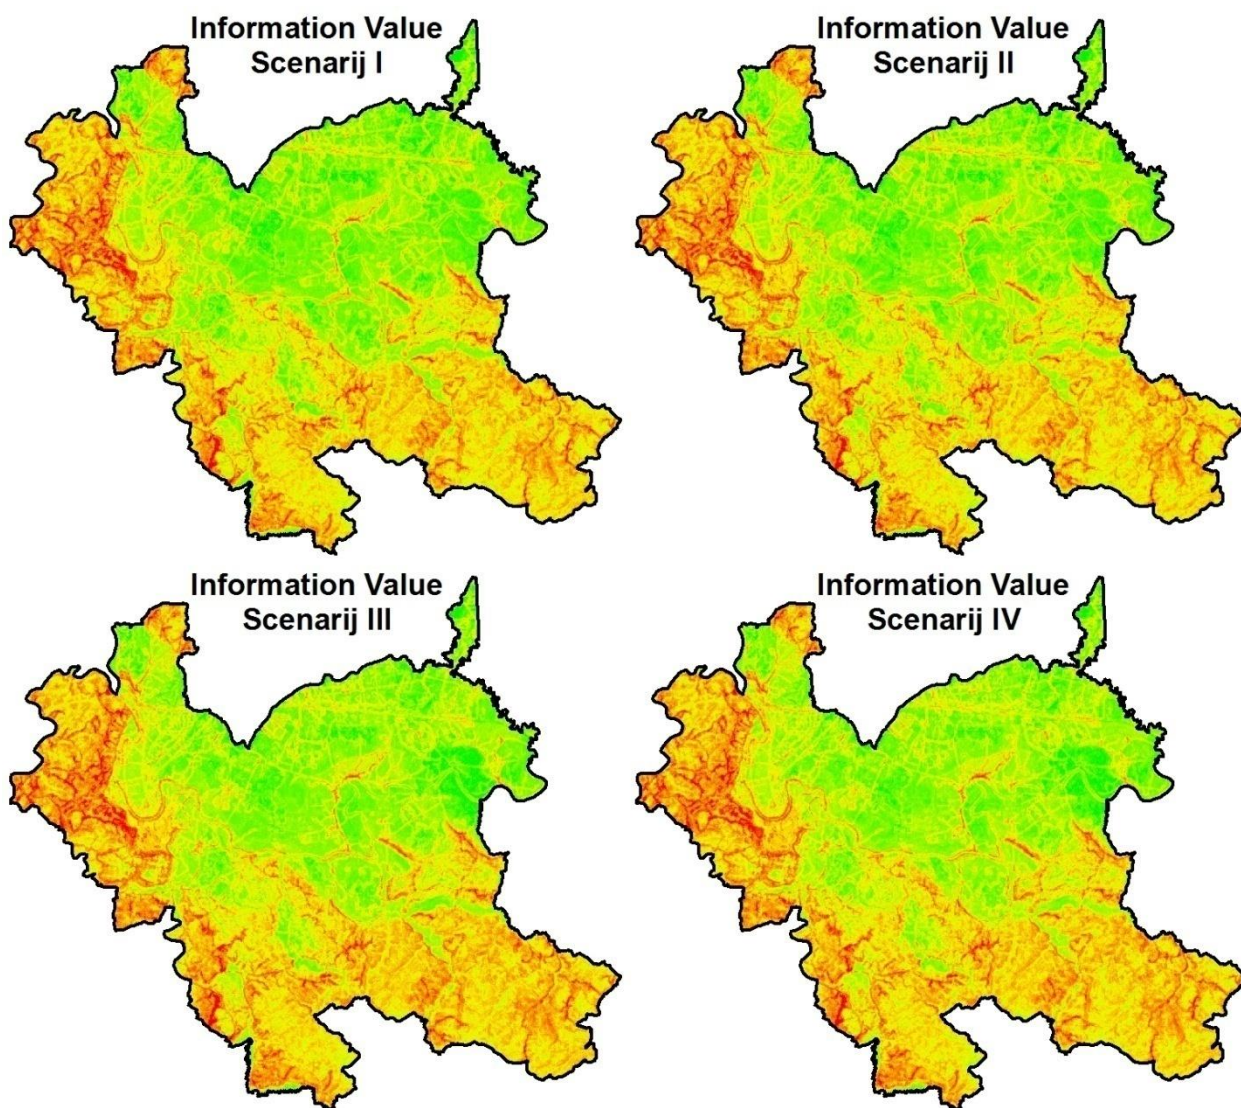 Information Value
Scenarij I
Information Value
Scenarij II
Information Value
Scenarij III
Information Value
Scenarij IV